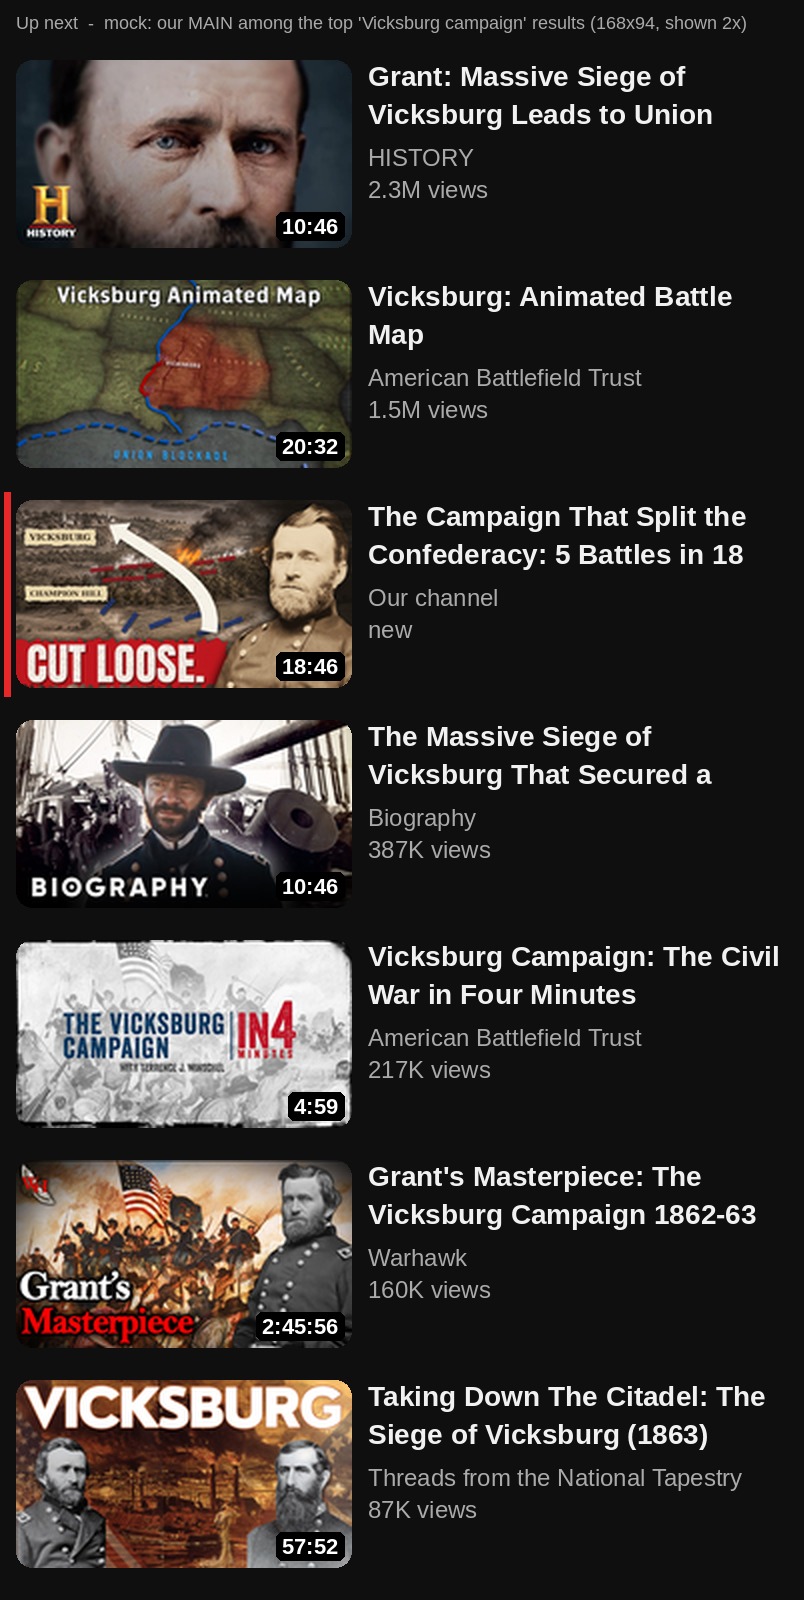 Up next - mock: our MAIN among the top 'Vicksburg campaign' results (168x94, shown 2x)
H
HISTORY
10:46
Grant: Massive Siege of
Vicksburg Leads to Union
HISTORY
2.3M views
Vicksburg Animated Map
VICKSBURG
UNION BLOCKADE
20:32
Vicksburg: Animated Battle
Map
American Battlefield Trust
1.5M views
VICKSBURG
CHAMPION HILL
CUT LOOSE.
18:46
The Campaign That Split the
Confederacy: 5 Battles in 18
Our channel
new
BIOGRAPHY
10:46
The Massive Siege of
Vicksburg That Secured a
Biography
387K views
THE VICKSBURG
CAMPAIGN
IN4
MINUTES
WITH TERRENCE J. WINSCHEL
4:59
Vicksburg Campaign: The Civil
War in Four Minutes
American Battlefield Trust
217K views
Grant's
Masterpiece
2:45:56
Grant's Masterpiece: The
Vicksburg Campaign 1862-63
Warhawk
160K views
VICKSBURG
57:52
Taking Down The Citadel: The
Siege of Vicksburg (1863)
Threads from the National Tapestry
87K views